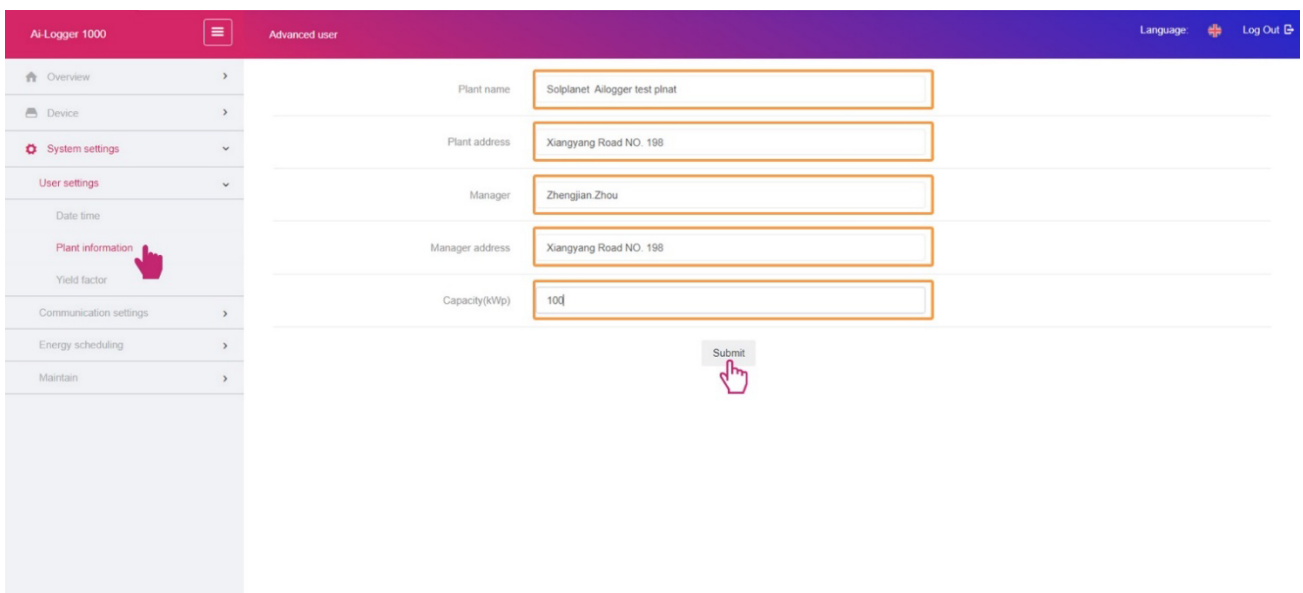 Ai-Logger 1000
Advanced user
Language:
Log Out
Overview
Device
System settings
User settings
Date time
Plant information
Yield factor
Communication settings
Energy scheduling
Maintain
Plant name
Solplanet Ailogger test plnat
Plant address
Xiangyang Road NO. 198
Manager
Zhengjian.Zhou
Manager address
Xiangyang Road NO. 198
Capacity(kWp)
100
Submit